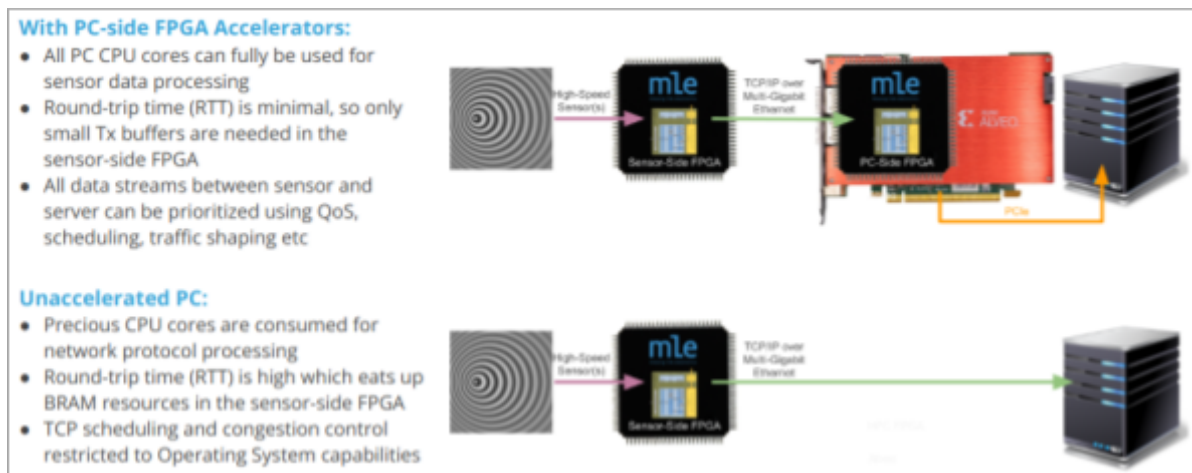 With PC-side FPGA Accelerators:
● All PC CPU cores can fully be used for
sensor data processing
● Round-trip time (RTT) is minimal, so only
small Tx buffers are needed in the
sensor-side FPGA
● All data streams between sensor and
server can be prioritized using QoS,
scheduling, traffic shaping etc
High-Speed
Sensor(s)
mle
Sensor-Side FPGA
TCP/IP over
Multi-Gigabit
Ethernet
mle
PC-Side FPGA
ALVEO
PCIe
Unaccelerated PC:
● Precious CPU cores are consumed for
network protocol processing
● Round-trip time (RTT) is high which eats up
BRAM resources in the sensor-side FPGA
● TCP scheduling and congestion control
restricted to Operating System capabilities
High-Speed
Sensor(s)
mle
Sensor-Side FPGA
TCP/IP over
Multi-Gigabit
Ethernet